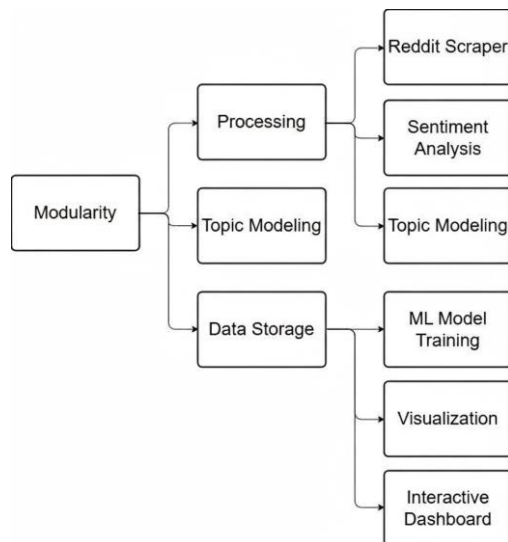 Modularity
Processing
Topic Modeling
Data Storage
Reddit Scraper
Sentiment
Analysis
Topic Modeling
ML Model
Training
Visualization
Interactive
Dashboard